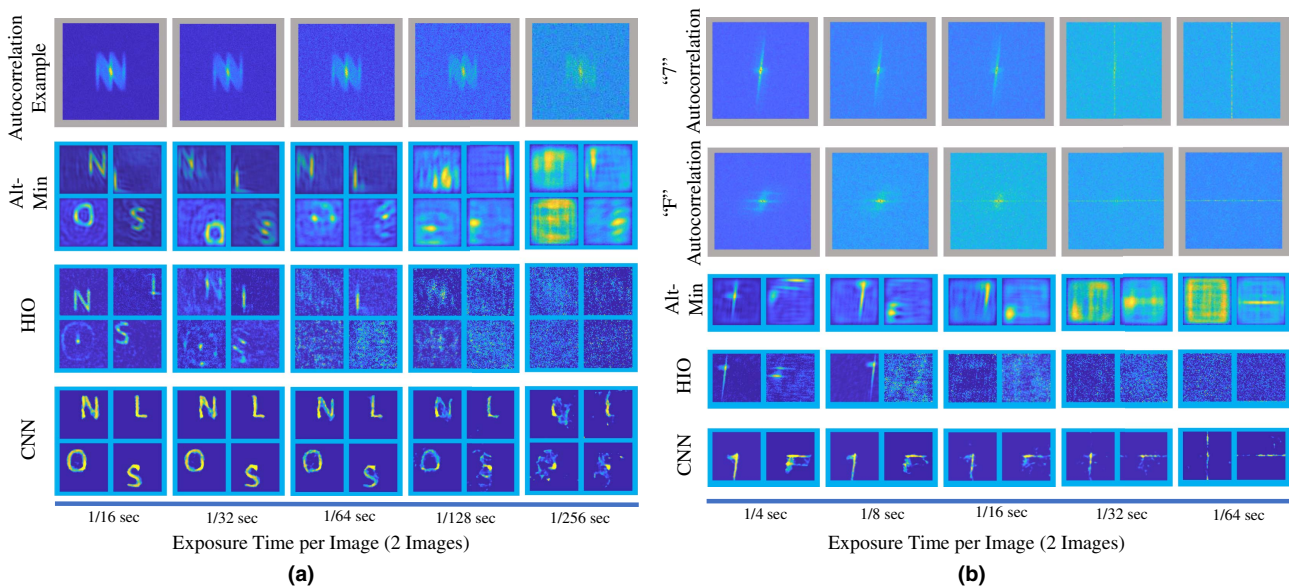 Autocorrelation
Example
Alt-
Min
HIO
CNN
1/16 sec 1/32 sec 1/64 sec 1/128 sec 1/256 sec
Exposure Time per Image (2 Images)
(a)
“7”
Autocorrelation
“F”
Autocorrelation
Alt-
Min
HIO
CNN
1/4 sec 1/8 sec 1/16 sec 1/32 sec 1/64 sec
Exposure Time per Image (2 Images)
(b)